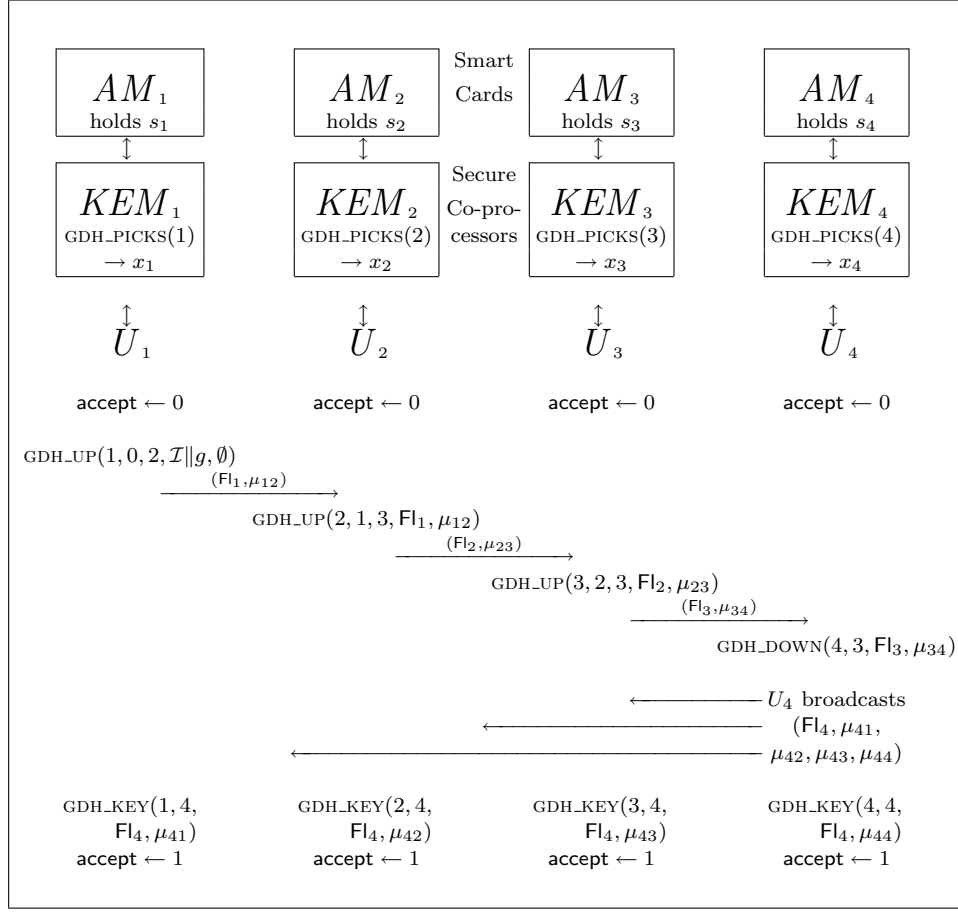 AM₁ AM₂ Smart AM₃ AM₄
Cards
holds s₁ holds s₂ holds s₃ holds s₄
KEM₁ KEM₂ Secure KEM₃ KEM₄
Co-pro-
GDH_PICKS(1) GDH_PICKS(2) cessors GDH_PICKS(3) GDH_PICKS(4)
→ x₁ → x₂ → x₃ → x₄
U₁ U₂ U₃ U₄
accept ← 0 accept ← 0 accept ← 0 accept ← 0
GDH_UP(1, 0, 2, ℐ‖g, ∅)
(Fl₁,μ₁₂)
GDH_UP(2, 1, 3, Fl₁, μ₁₂)
(Fl₂,μ₂₃)
GDH_UP(3, 2, 3, Fl₂, μ₂₃)
(Fl₃,μ₃₄)
GDH_DOWN(4, 3, Fl₃, μ₃₄)
U₄ broadcasts
(Fl₄, μ₄₁,
μ₄₂, μ₄₃, μ₄₄)
GDH_KEY(1, 4, GDH_KEY(2, 4, GDH_KEY(3, 4, GDH_KEY(4, 4,
Fl₄, μ₄₁) Fl₄, μ₄₂) Fl₄, μ₄₃) Fl₄, μ₄₄)
accept ← 1 accept ← 1 accept ← 1 accept ← 1